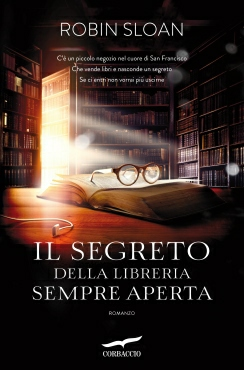 ROBIN SLOAN
C'è un piccolo negozio nel cuore di San Francisco
Che vende libri e nasconde un segreto
Se ci entri non vorrai più uscirne
IL SEGRETO
DELLA LIBRERIA
SEMPRE APERTA
ROMANZO
CORBACCIO